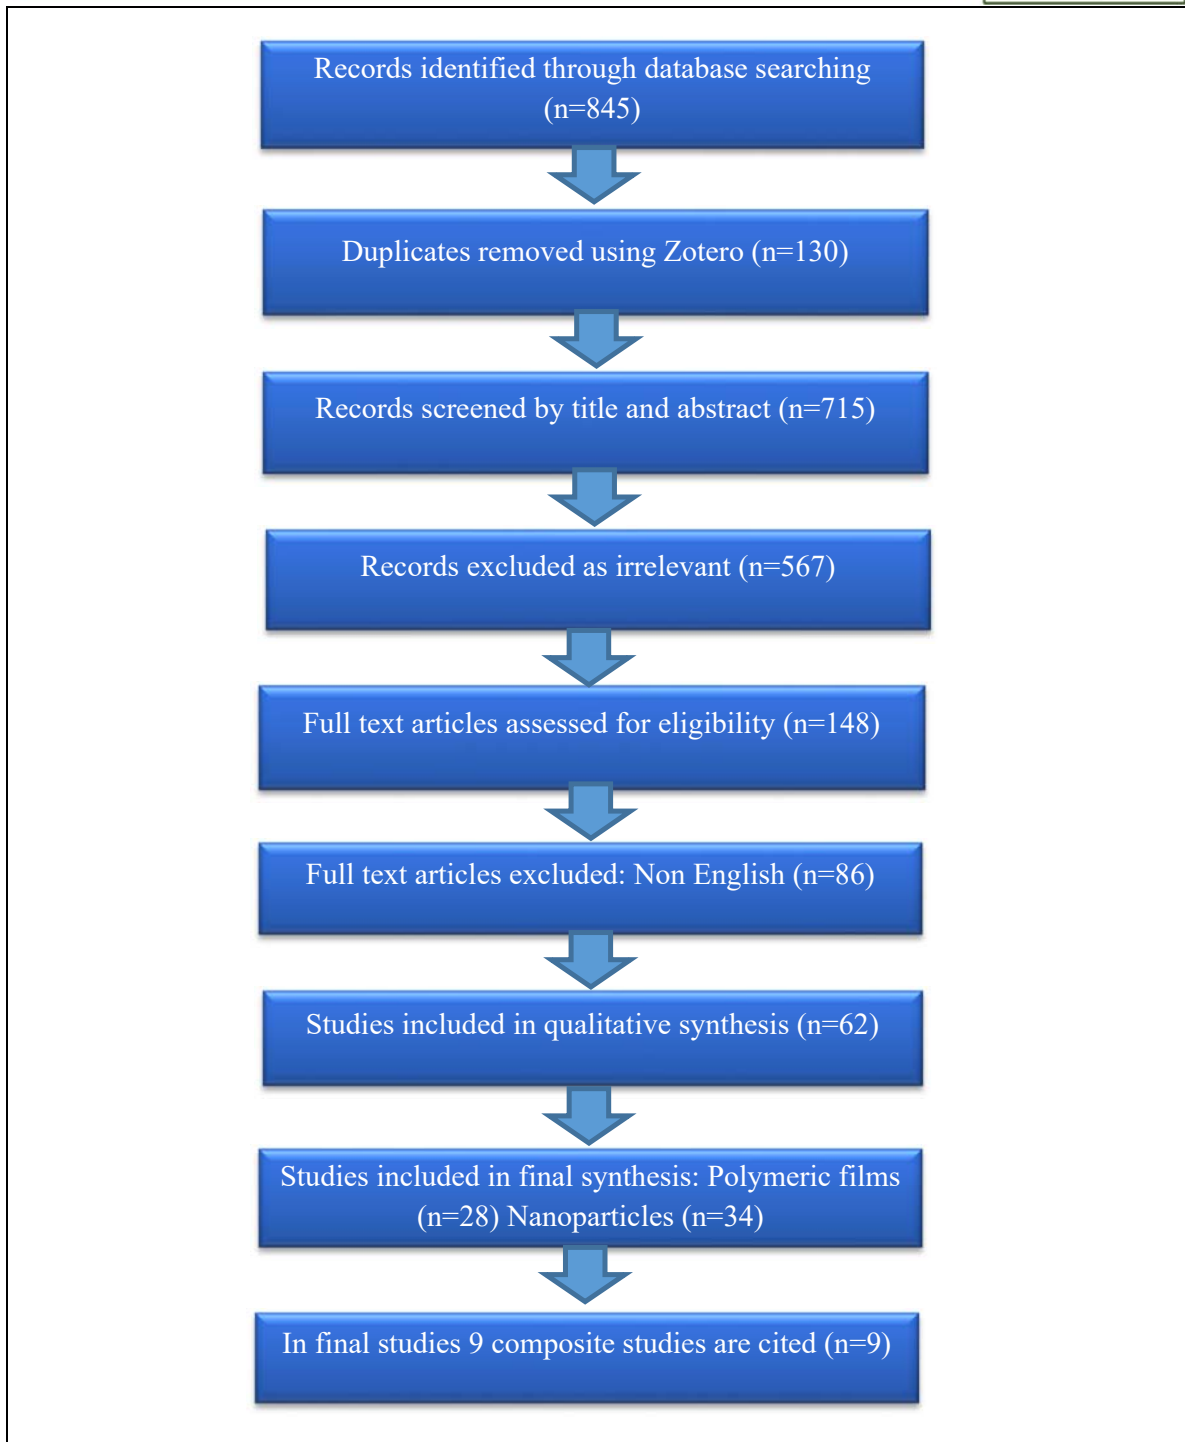 Records identified through database searching
(n=845)
Duplicates removed using Zotero (n=130)
Records screened by title and abstract (n=715)
Records excluded as irrelevant (n=567)
Full text articles assessed for eligibility (n=148)
Full text articles excluded: Non English (n=86)
Studies included in qualitative synthesis (n=62)
Studies included in final synthesis: Polymeric films
(n=28) Nanoparticles (n=34)
In final studies 9 composite studies are cited (n=9)